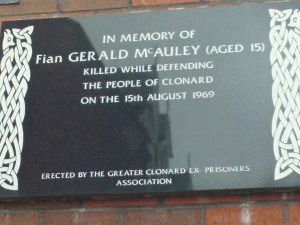 IN MEMORY OF
Fian GERALD McAULEY (AGED 15)
KILLED WHILE DEFENDING
THE PEOPLE OF CLONARD
ON THE 15th AUGUST 1969
ERECTED BY THE GREATER CLONARD EX-PRISONERS
ASSOCIATION